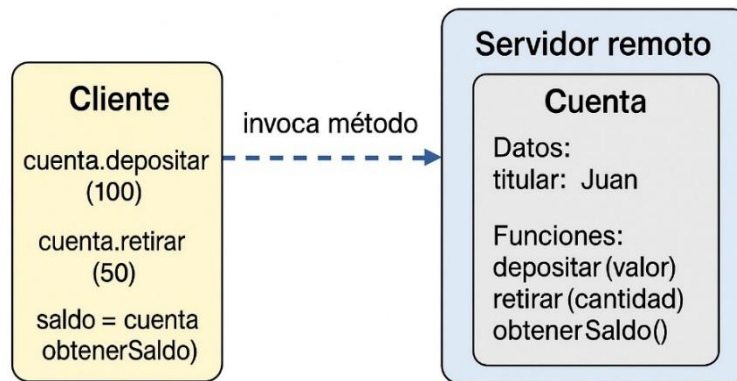 Cliente
cuenta.depositar
(100)
cuenta.retirar
(50)
saldo = cuenta
obtenerSaldo)
invoca método
Servidor remoto
Cuenta
Datos:
titular: Juan
Funciones:
depositar(valor)
retirar(cantidad)
obtenerSaldo()